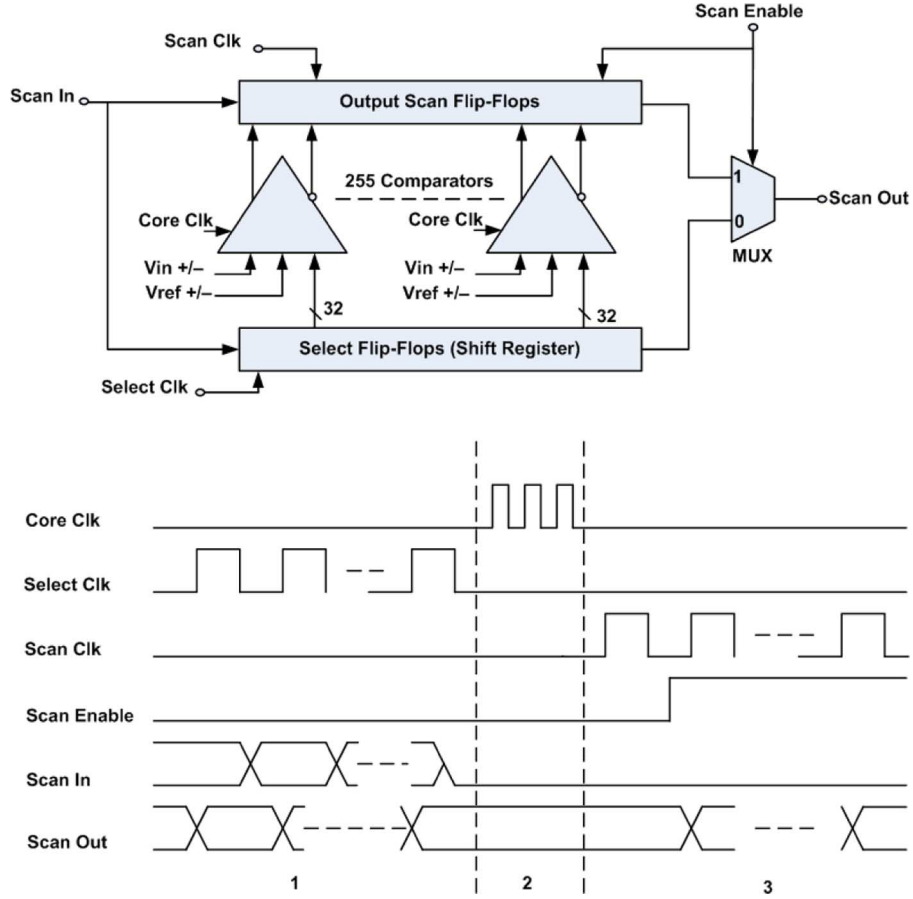 Scan Enable
Scan Clk
Scan In
Output Scan Flip-Flops
255 Comparators
1
Scan Out
0
Core Clk
Core Clk
MUX
Vin +/–
Vin +/–
Vref +/–
Vref +/–
32
32
Select Flip-Flops (Shift Register)
Select Clk
Core Clk
Select Clk
Scan Clk
Scan Enable
Scan In
Scan Out
1
2
3